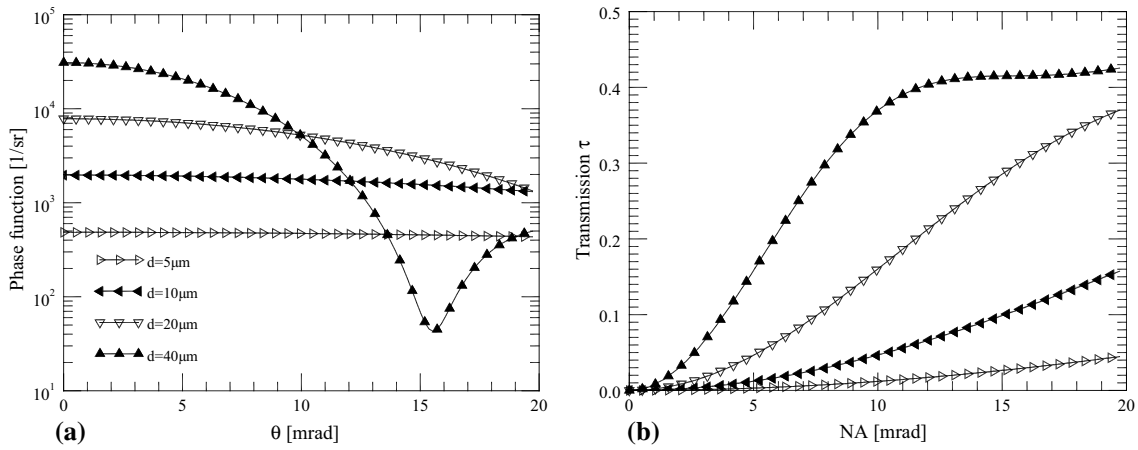 10^5
10^4
10^3
10^2
10^1
Phase function [1/sr]
d=5μm
d=10μm
d=20μm
d=40μm
0 5 10 15 20
(a) θ [mrad]
0.5
0.4
0.3
0.2
0.1
0.0
Transmission τ
0 5 10 15 20
(b) NA [mrad]